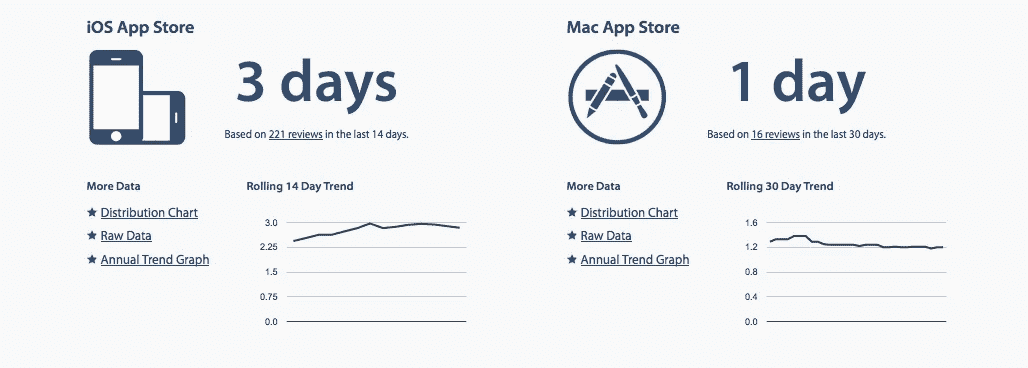 iOS App Store
3 days
Based on 221 reviews in the last 14 days.
More Data
★ Distribution Chart
★ Raw Data
★ Annual Trend Graph
Rolling 14 Day Trend
3.0
2.25
1.5
0.75
0.0
Mac App Store
1 day
Based on 16 reviews in the last 30 days.
More Data
★ Distribution Chart
★ Raw Data
★ Annual Trend Graph
Rolling 30 Day Trend
1.6
1.2
0.8
0.4
0.0